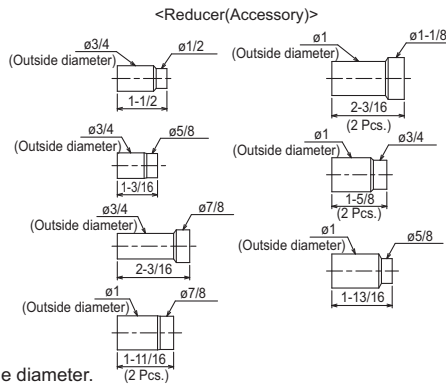 <Reducer(Accessory)>
ø3/4
(Outside diameter)
ø1/2
1-1/2
ø3/4
(Outside diameter)
ø5/8
1-3/16
ø3/4
(Outside diameter)
ø7/8
2-3/16
ø1
(Outside diameter)
ø7/8
1-11/16
(2 Pcs.)
ø1
(Outside diameter)
ø1-1/8
2-3/16
(2 Pcs.)
ø1
(Outside diameter)
ø3/4
1-5/8
(2 Pcs.)
ø1
(Outside diameter)
ø5/8
1-13/16
e diameter.